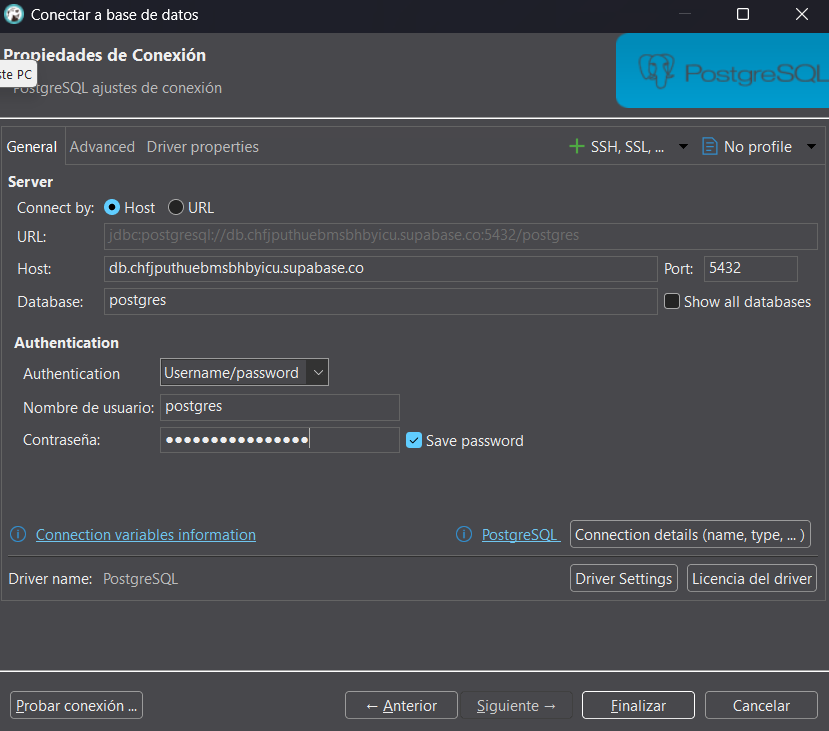 Conectar a base de datos
Propiedades de Conexión
ste PC
PostgreSQL ajustes de conexión
PostgreSQL
General Advanced Driver properties SSH, SSL, ... No profile
Server
Connect by: Host URL
URL: jdbc:postgresql://db.chfjputhuebmsbhbyicu.supabase.co:5432/postgres
Host: db.chfjputhuebmsbhbyicu.supabase.co Port: 5432
Database: postgres Show all databases
Authentication
Authentication Username/password
Nombre de usuario: postgres
Contraseña: •••••••••••••••• Save password
Connection variables information PostgreSQL Connection details (name, type, ... )
Driver name: PostgreSQL Driver Settings Licencia del driver
Probar conexión ... ← Anterior Siguiente → Finalizar Cancelar